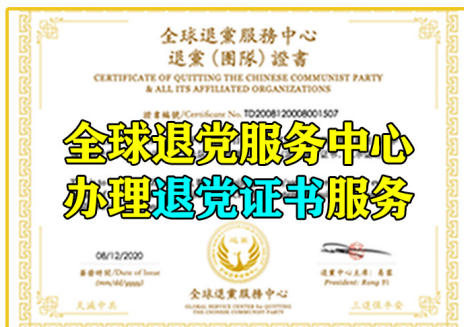 全球退黨服務中心
退黨(團隊)證書
CERTIFICATE OF QUITTING THE CHINESE COMMUNIST PARTY
& ALL ITS AFFILIATED ORGANIZATIONS
證書編號/Certificate No. TD2008120008001507
全球退党服务中心
办理退党证书服务
08/12/2020
簽發時間/Date of Issue
(mm/dd/yyyy)
退黨中心主席: 易蓉
President: Rong Yi
全球退黨服務中心
GLOBAL SERVICE CENTER for QUITTING
THE CHINESE COMMUNIST PARTY
天滅中共
三退保平安